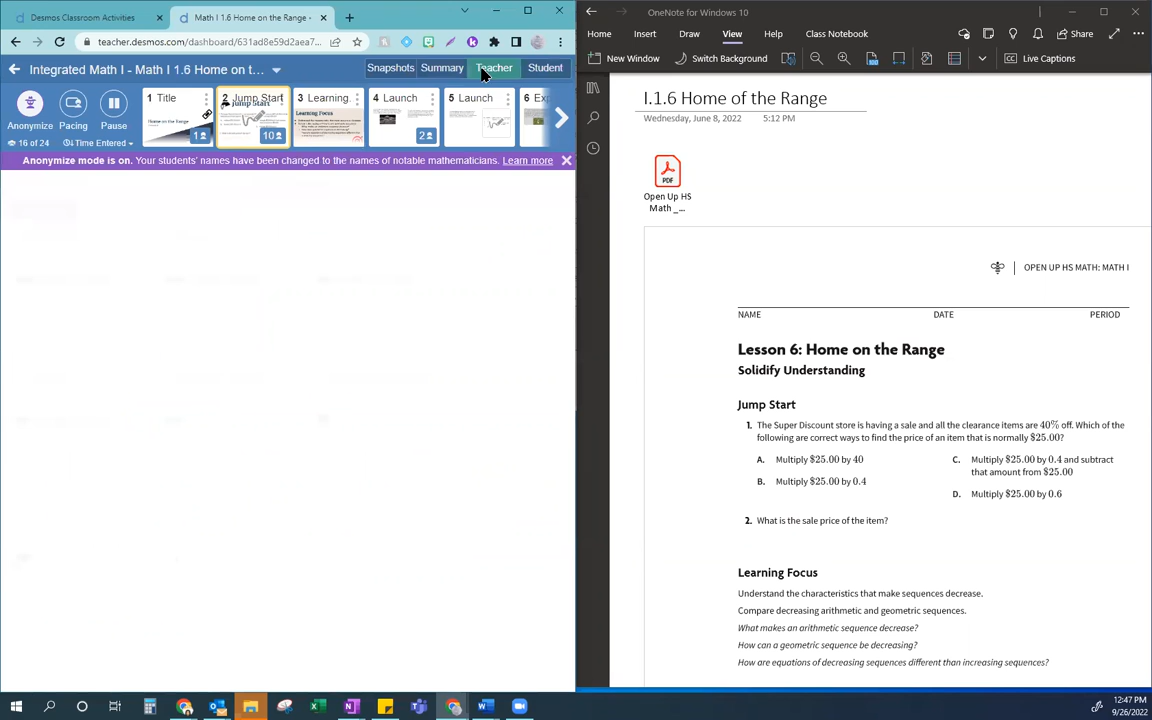 Desmos Classroom Activities
Math I 1.6 Home on the Range -
teacher.desmos.com/dashboard/631ad8e59d2aea7...
Integrated Math I - Math I 1.6 Home on t...
Snapshots Summary Teacher Student
Anonymize Pacing Pause
16 of 24 Time Entered
1 Title
1
2 Jump Start
Jump Start
10
3 Learning.
Learning Focus
4 Launch
2
5 Launch
6 Exp
Anonymize mode is on. Your students' names have been changed to the names of notable mathematicians. Learn more
OneNote for Windows 10
Home Insert Draw View Help Class Notebook Share
New Window Switch Background Live Captions
I.1.6 Home of the Range
Wednesday, June 8, 2022 5:12 PM
PDF
Open Up HS
Math _...
OPEN UP HS MATH: MATH I
NAME DATE PERIOD
Lesson 6: Home on the Range
Solidify Understanding
Jump Start
1. The Super Discount store is having a sale and all the clearance items are 40% off. Which of the
following are correct ways to find the price of an item that is normally $25.00?
A. Multiply $25.00 by 40
B. Multiply $25.00 by 0.4
C. Multiply $25.00 by 0.4 and subtract
that amount from $25.00
D. Multiply $25.00 by 0.6
2. What is the sale price of the item?
Learning Focus
Understand the characteristics that make sequences decrease.
Compare decreasing arithmetic and geometric sequences.
What makes an arithmetic sequence decrease?
How can a geometric sequence be decreasing?
How are equations of decreasing sequences different than increasing sequences?
12:47 PM
9/26/2022